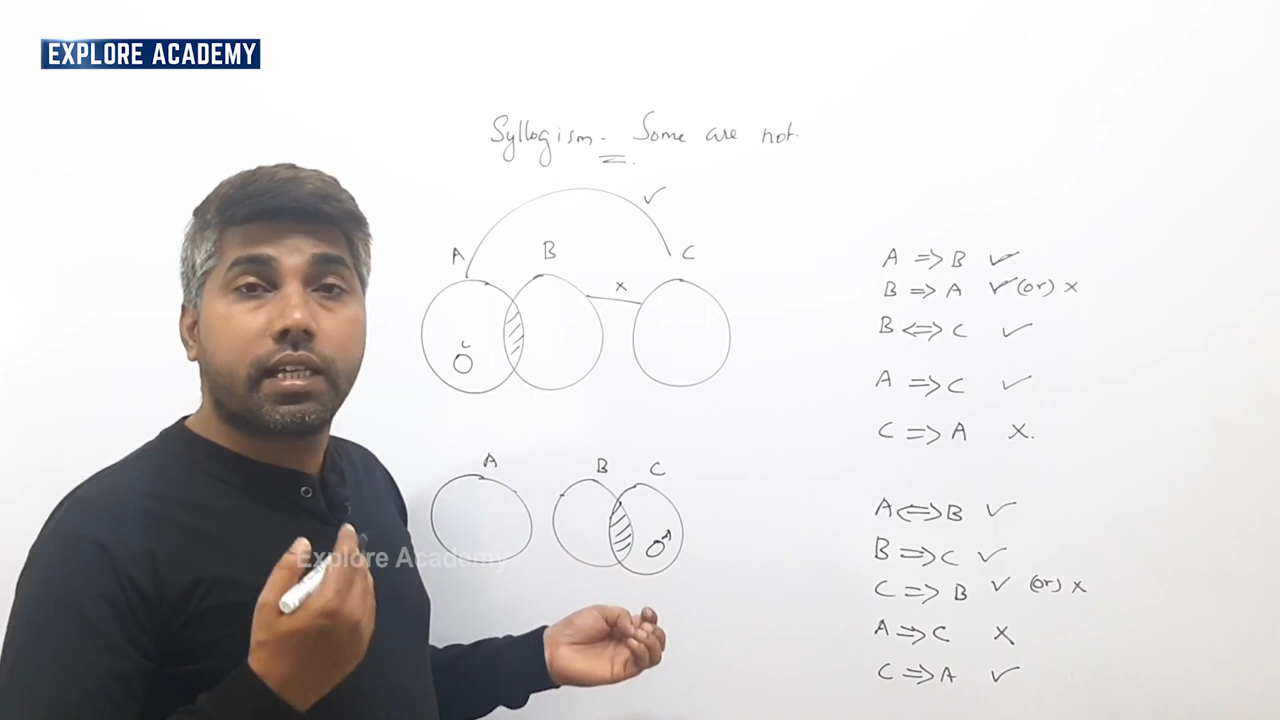 EXPLORE ACADEMY
Syllogism - Some are not.
✓
A B C
x
A ⇒ B ✓
B ⇒ A ✓ (or) x
B ⇔ C ✓
A ⇒ C ✓
C ⇒ A X.
A B C
A
Explore Academy
A ⇔ B ✓
B ⇒ C ✓
C ⇒ B ✓ (or) x
A ⇒ C X
C ⇒ A ✓